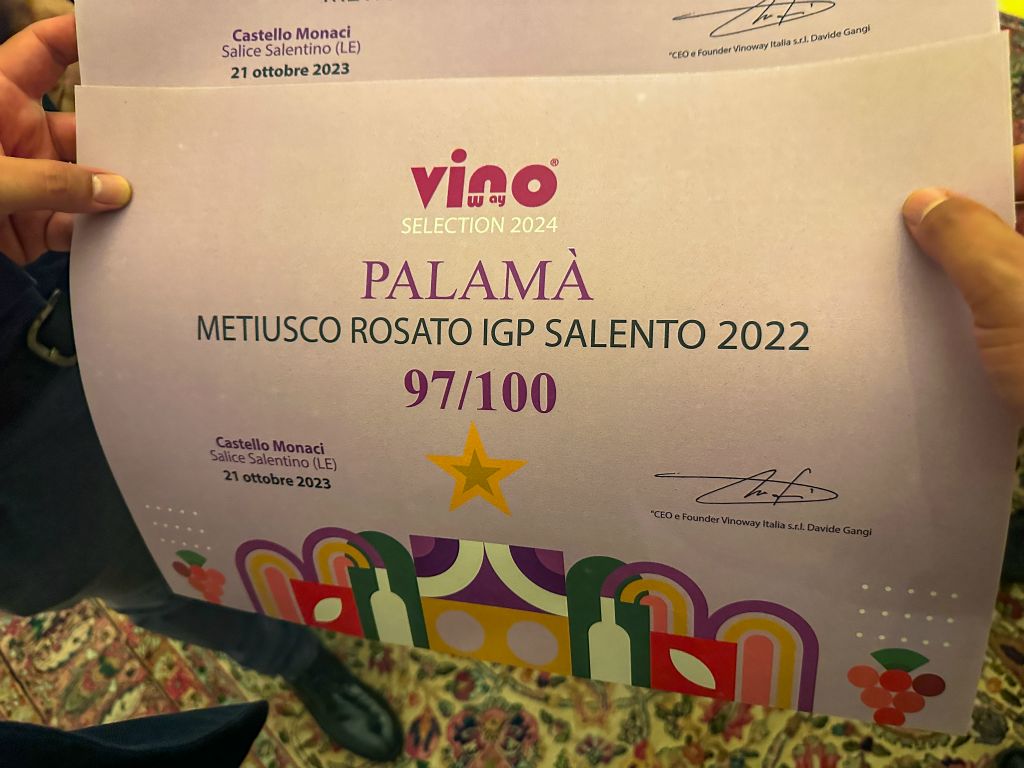 Castello Monaci
Salice Salentino (LE)
21 ottobre 2023
"CEO e Founder Vinoway Italia s.r.l. Davide Gangi
vino®
way
SELECTION 2024
PALAMÀ
METIUSCO ROSATO IGP SALENTO 2022
97/100
Castello Monaci
Salice Salentino (LE)
21 ottobre 2023
"CEO e Founder Vinoway Italia s.r.l. Davide Gangi